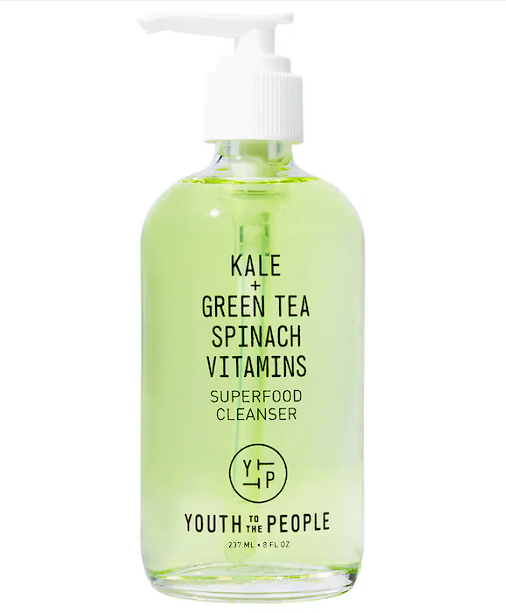 KALE
+
GREEN TEA
SPINACH
VITAMINS
SUPERFOOD
CLEANSER
Y T T P
YOUTH TO THE PEOPLE
237 ML • 8 FL OZ